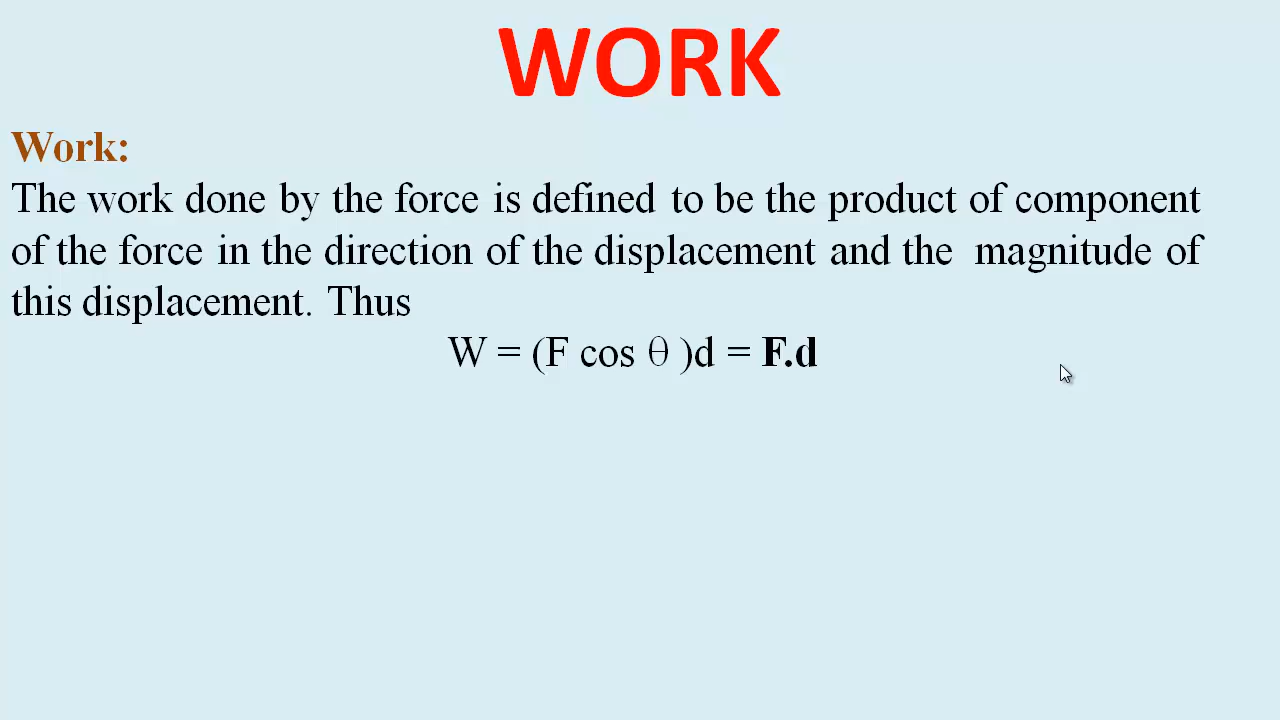 WORK
Work:
The work done by the force is defined to be the product of component
of the force in the direction of the displacement and the magnitude of
this displacement. Thus
W = (F cos θ )d = F.d